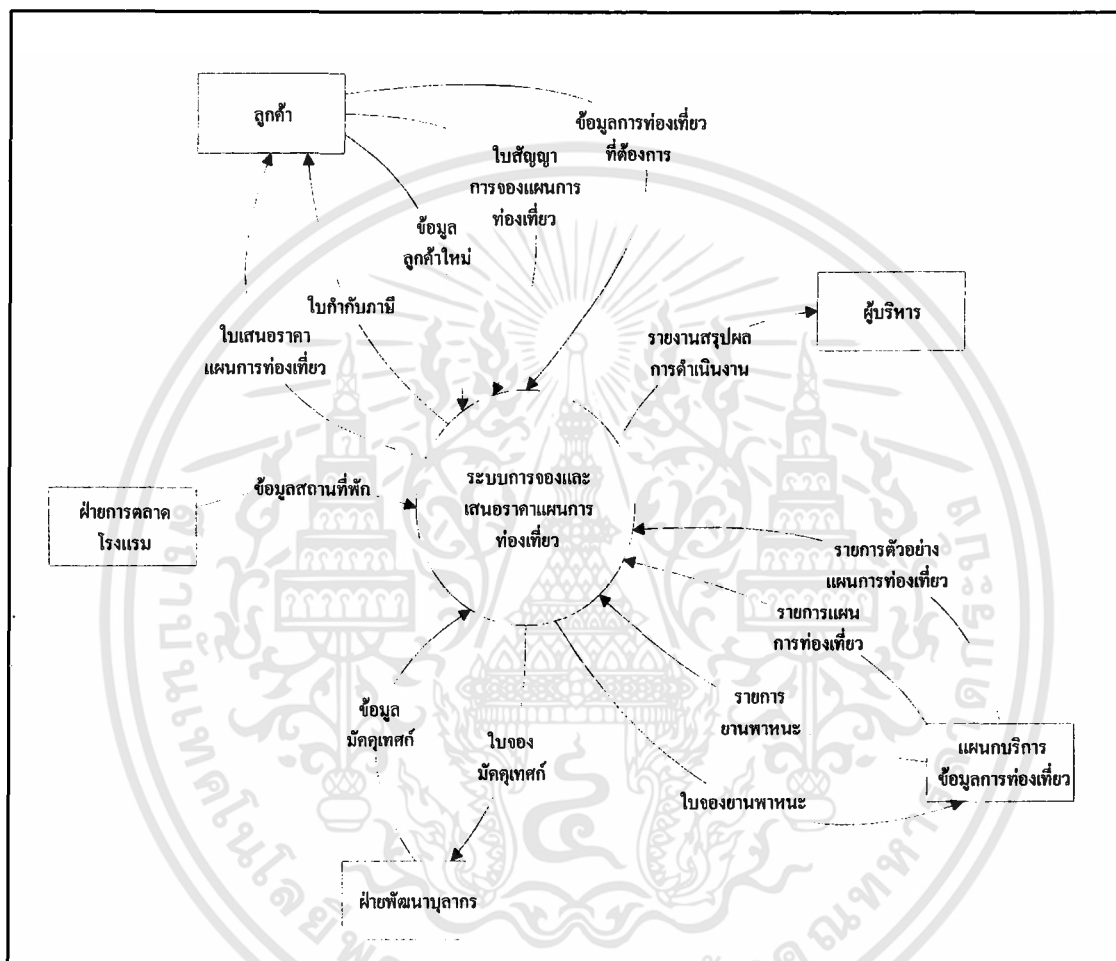 ลูกค้า
ข้อมูลการท่องเที่ยว
ที่ต้องการ
ใบสัญญา
การจองแผนการ
ท่องเที่ยว
ข้อมูล
ลูกค้าใหม่
ใบกำกับภาษี
ใบเสนอราคา
แผนการท่องเที่ยว
ผู้บริหาร
รายงานสรุปผล
การดำเนินงาน
ข้อมูลสถานที่พัก
ฝ่ายการตลาด
โรงแรม
ระบบการจองและ
เสนอราคาแผนการ
ท่องเที่ยว
รายการตัวอย่าง
แผนการท่องเที่ยว
รายการแผน
การท่องเที่ยว
รายการ
ยานพาหนะ
ข้อมูล
มัคคุเทศก์
ใบจอง
มัคคุเทศก์
ใบจองยานพาหนะ
แผนกบริการ
ข้อมูลการท่องเที่ยว
ฝ่ายพัฒนาบุลากร